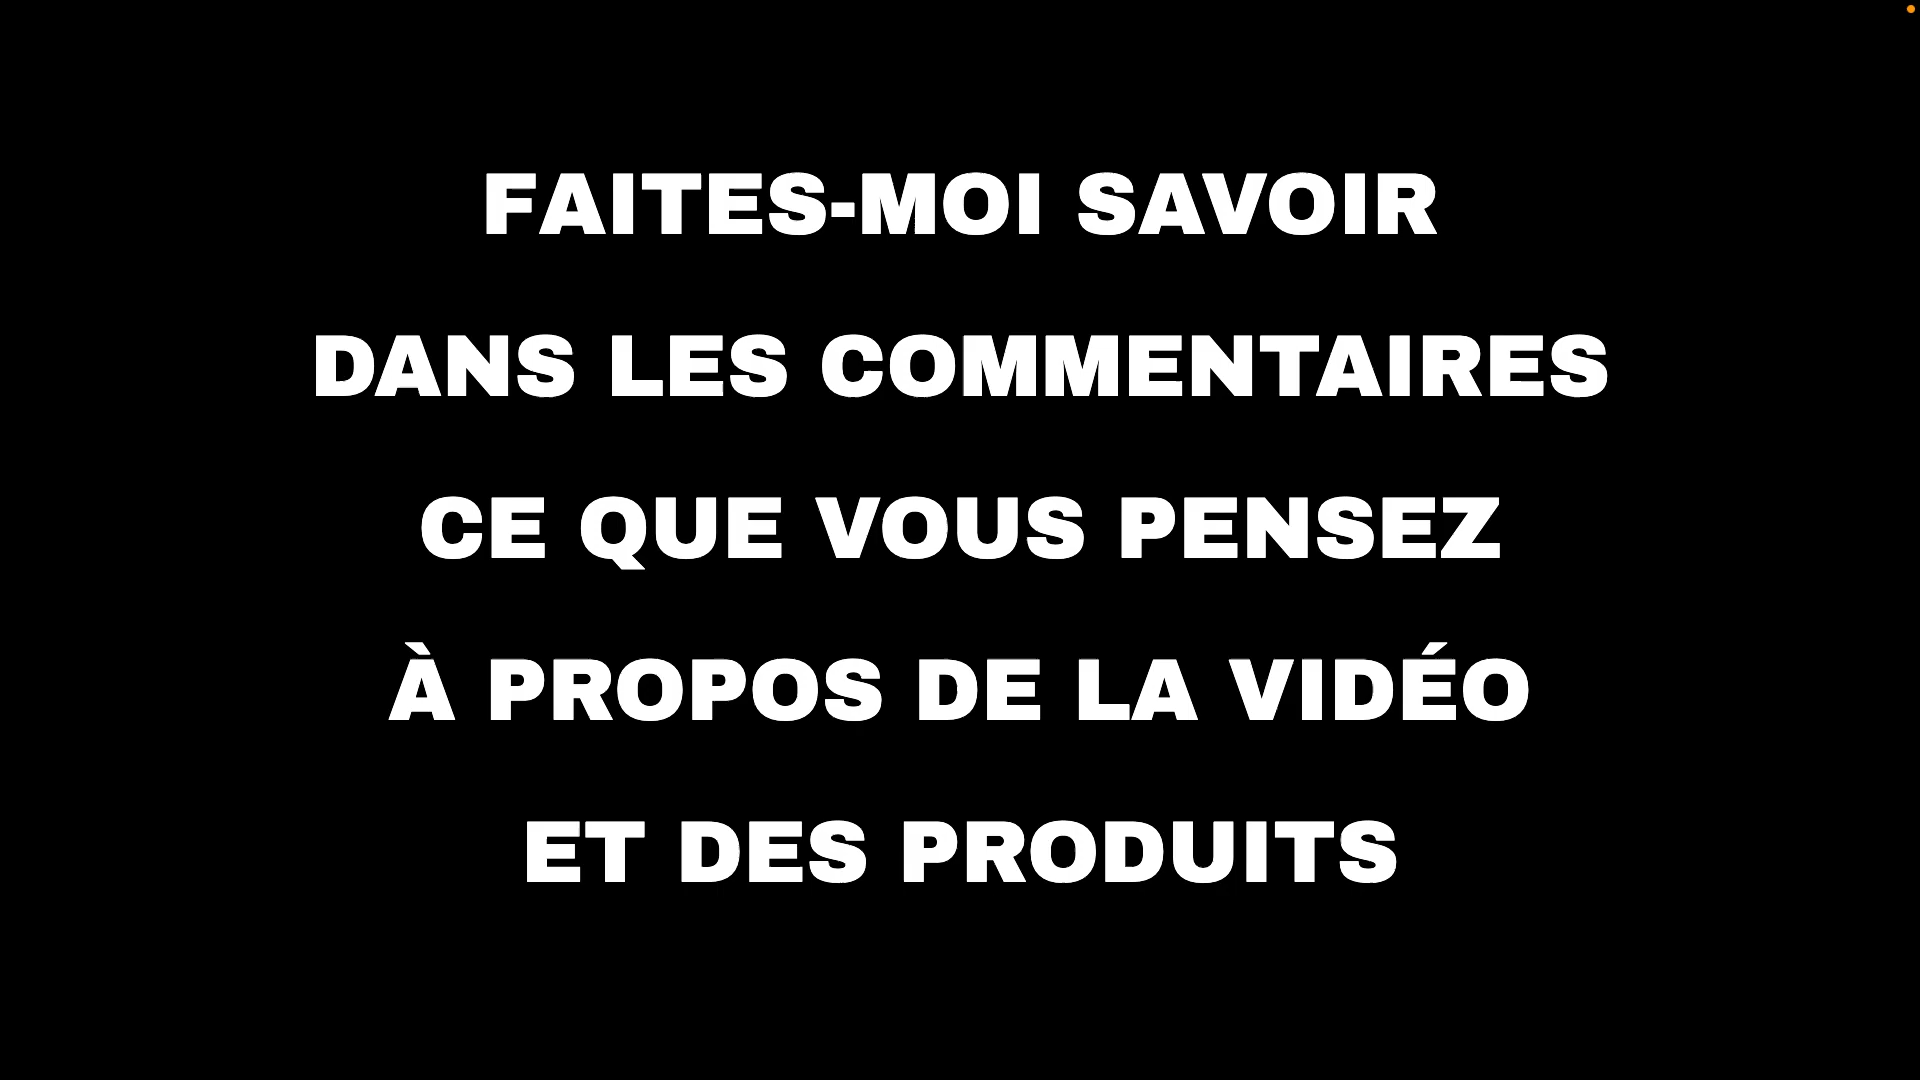 FAITES-MOI SAVOIR
DANS LES COMMENTAIRES
CE QUE VOUS PENSEZ
À PROPOS DE LA VIDÉO
ET DES PRODUITS